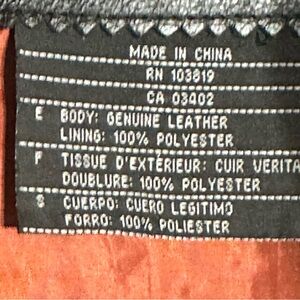 MADE IN CHINA
RN 103819
CA 03402
E BODY: GENUINE LEATHER
LINING: 100% POLYESTER
F TISSUE D'EXTÉRIEUR: CUIR VERITA
DOUBLURE: 100% POLYESTER
S CUERPO: CUERO LEGITIMO
FORRO: 100% POLIESTER